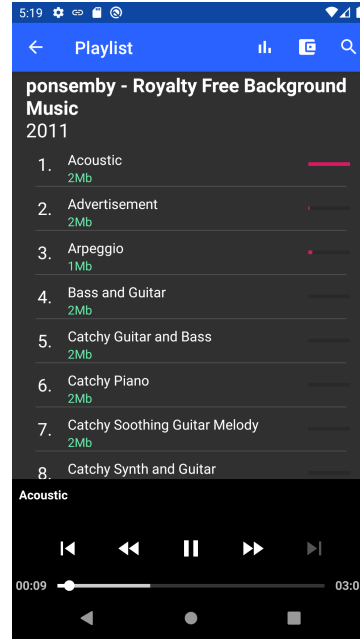 5:19
Playlist
ponsemby - Royalty Free Background
Music
2011
1. Acoustic
2Mb
2. Advertisement
2Mb
3. Arpeggio
1Mb
4. Bass and Guitar
2Mb
5. Catchy Guitar and Bass
2Mb
6. Catchy Piano
2Mb
7. Catchy Soothing Guitar Melody
2Mb
8. Catchy Synth and Guitar
Acoustic
00:09